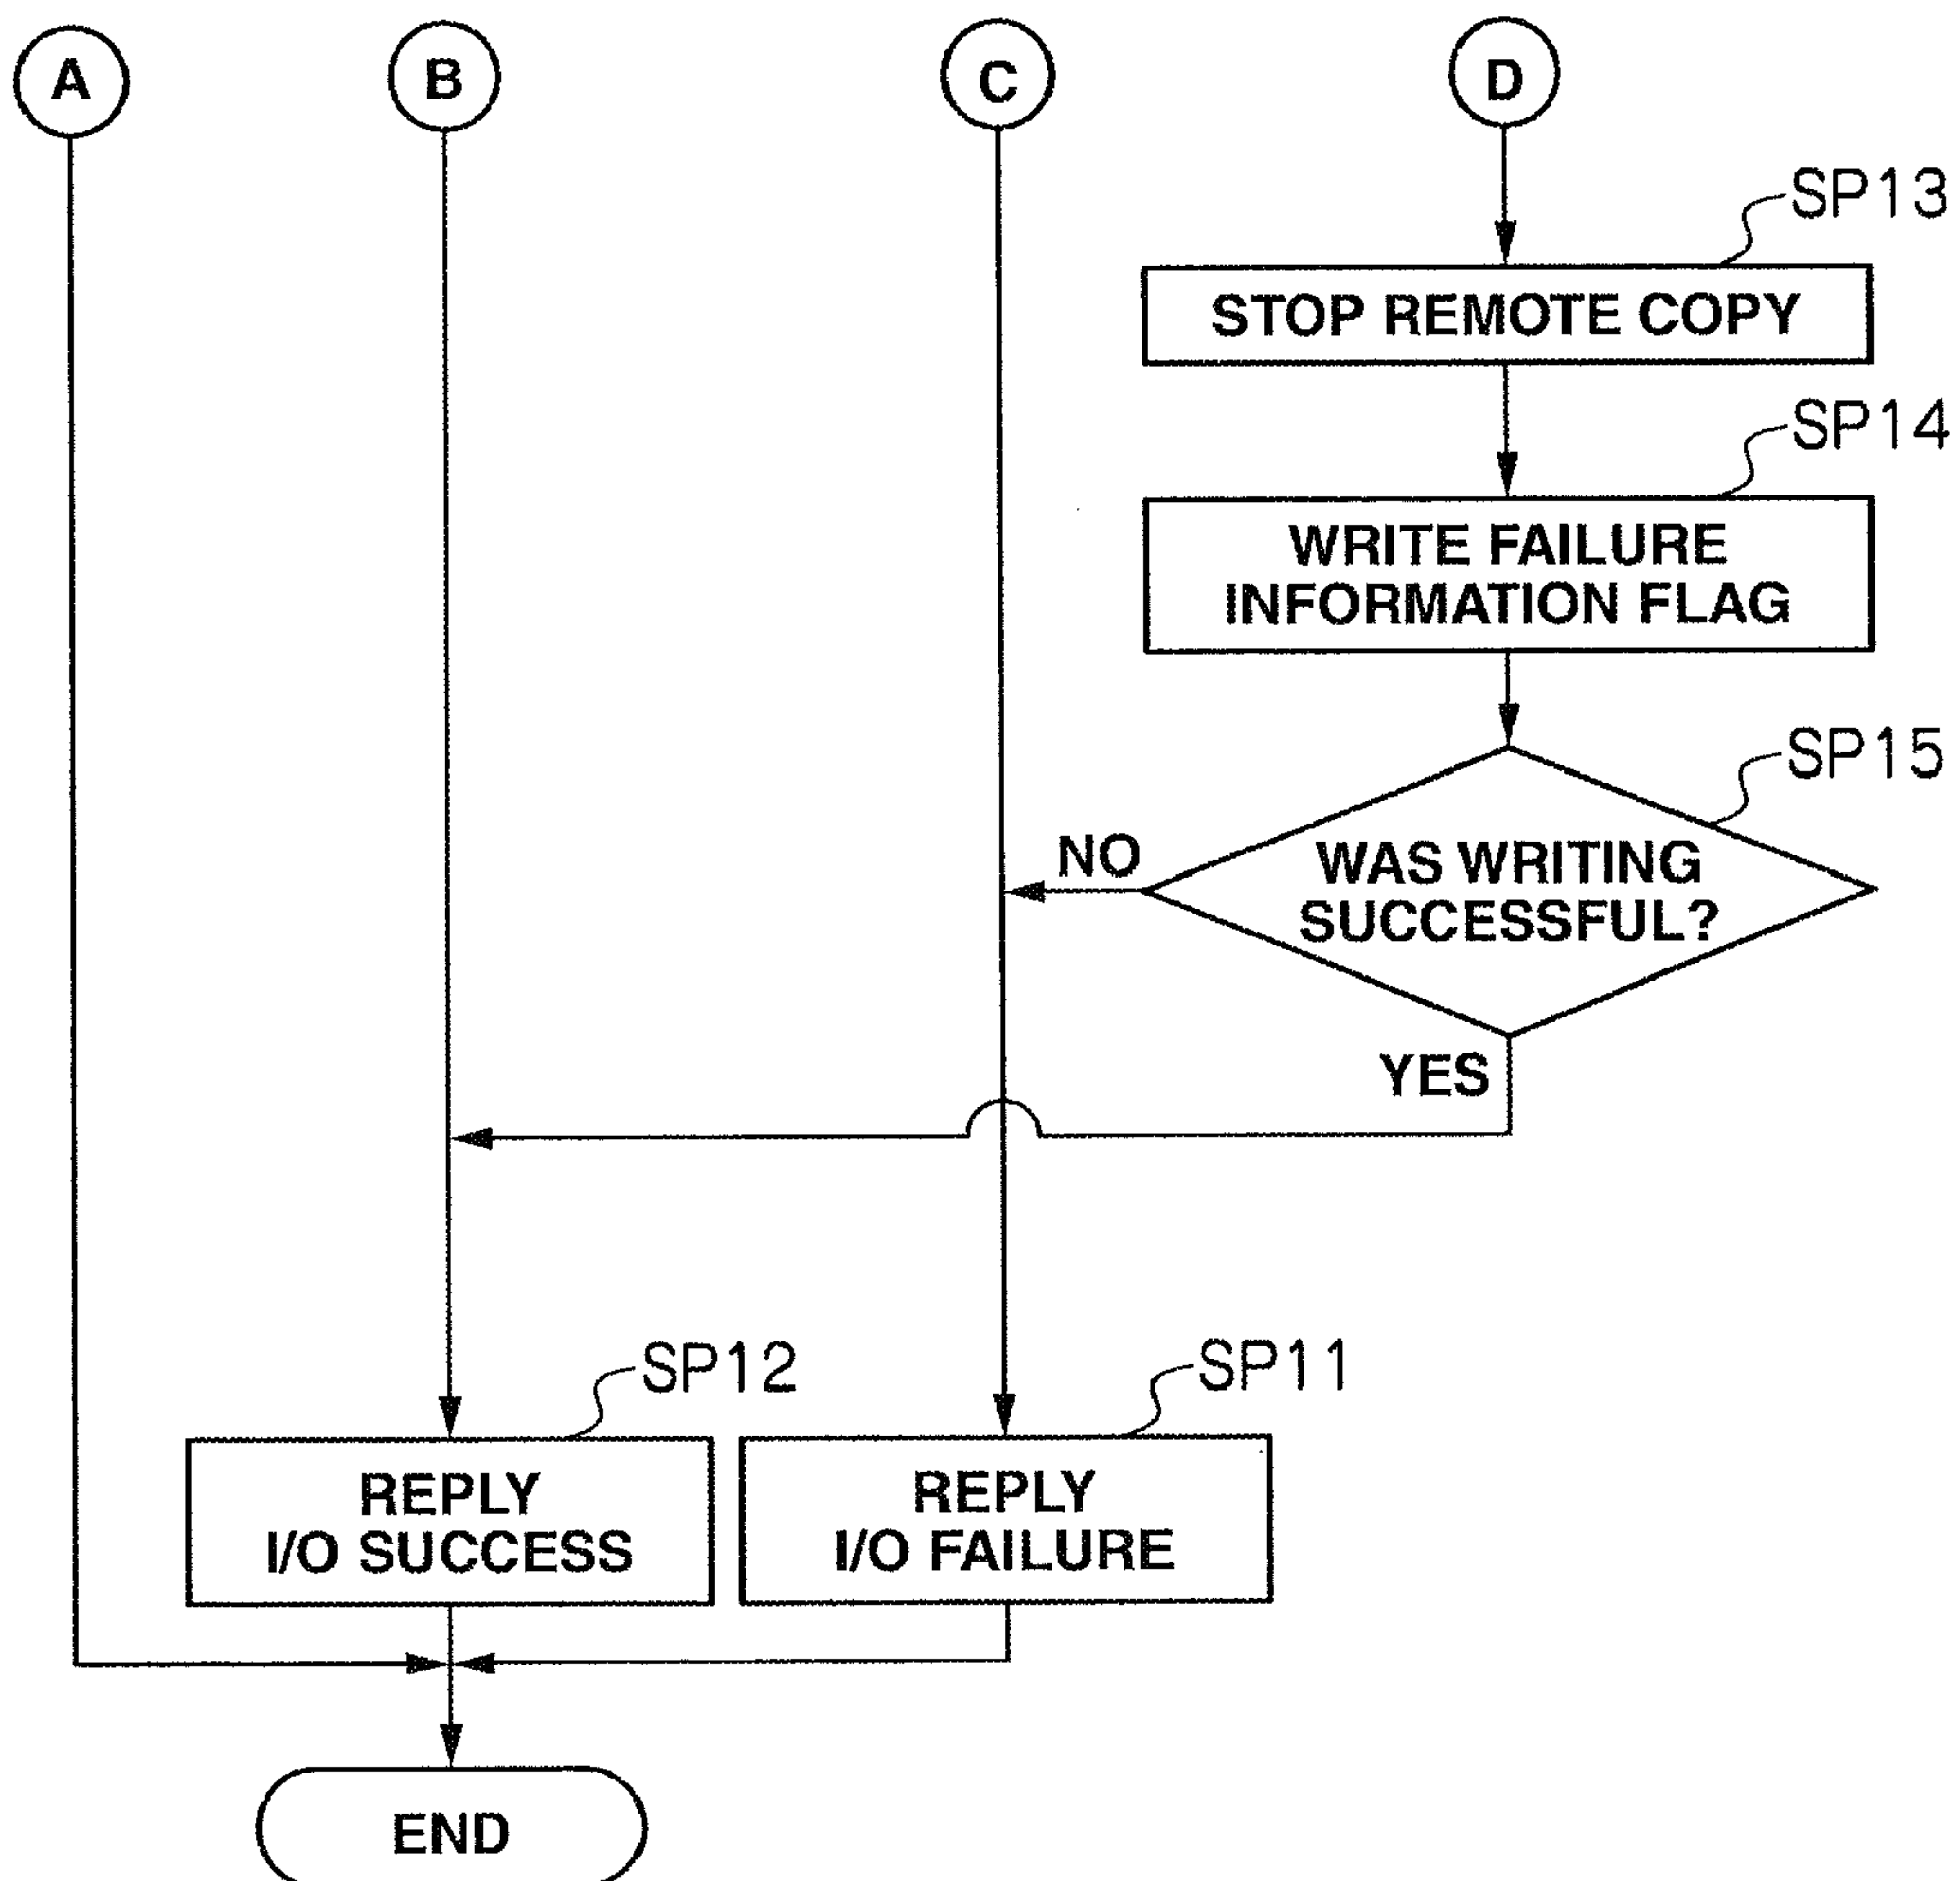 A
B
C
D
SP13
STOP REMOTE COPY
SP14
WRITE FAILURE
INFORMATION FLAG
SP15
NO
WAS WRITING
SUCCESSFUL?
YES
SP12
SP11
REPLY
I/O SUCCESS
REPLY
I/O FAILURE
END